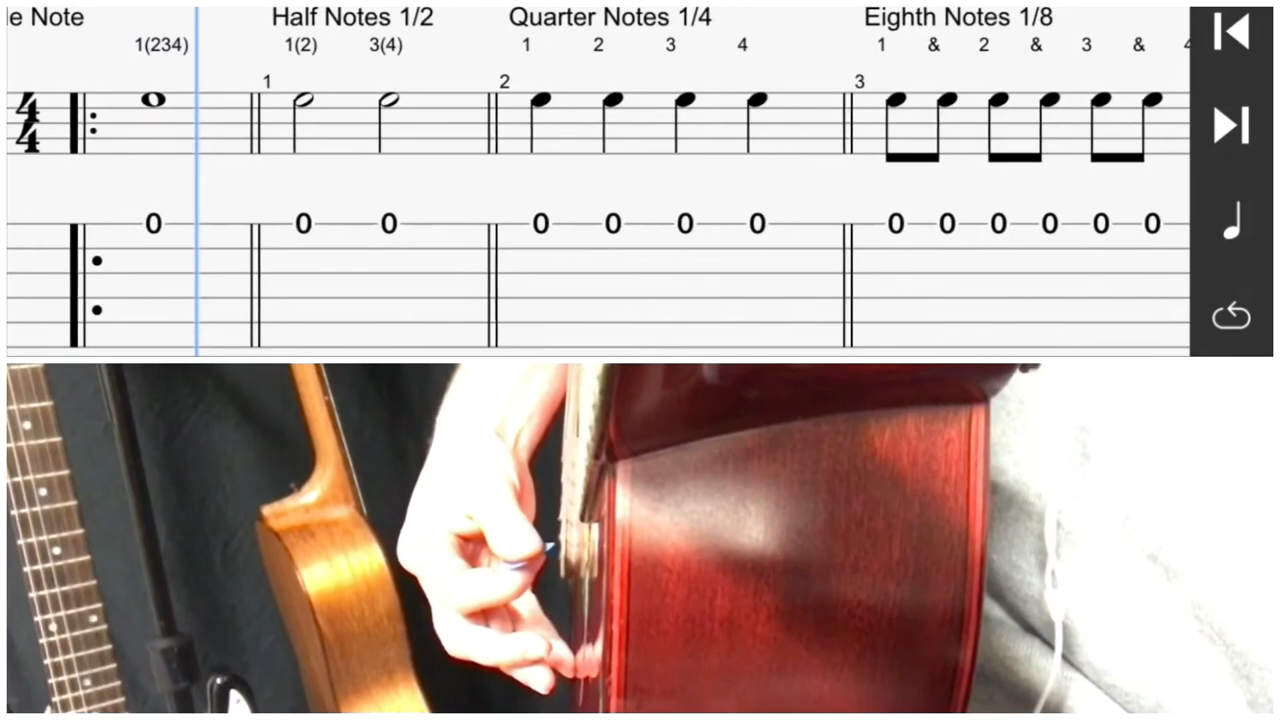 e Note Half Notes 1/2 Quarter Notes 1/4 Eighth Notes 1/8
1(234) 1(2) 3(4) 1 2 3 4 1 & 2 & 3 &
1 2 3
4
4
0 0 0 0 0 0 0 0 0 0 0 0 0